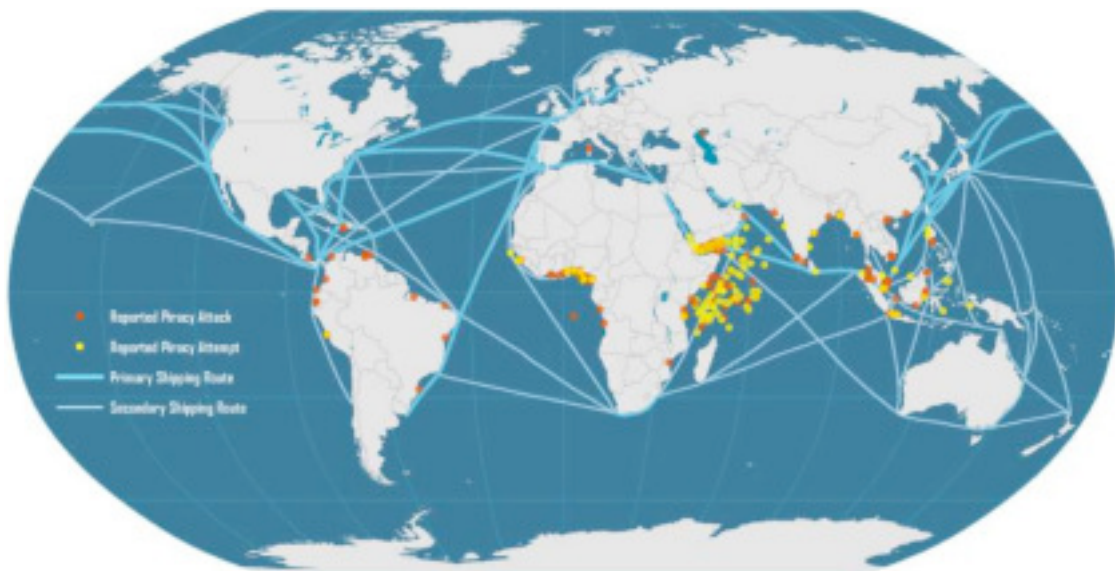 Reported Piracy Attack
Reported Piracy Attempt
Primary Shipping Route
Secondary Shipping Route